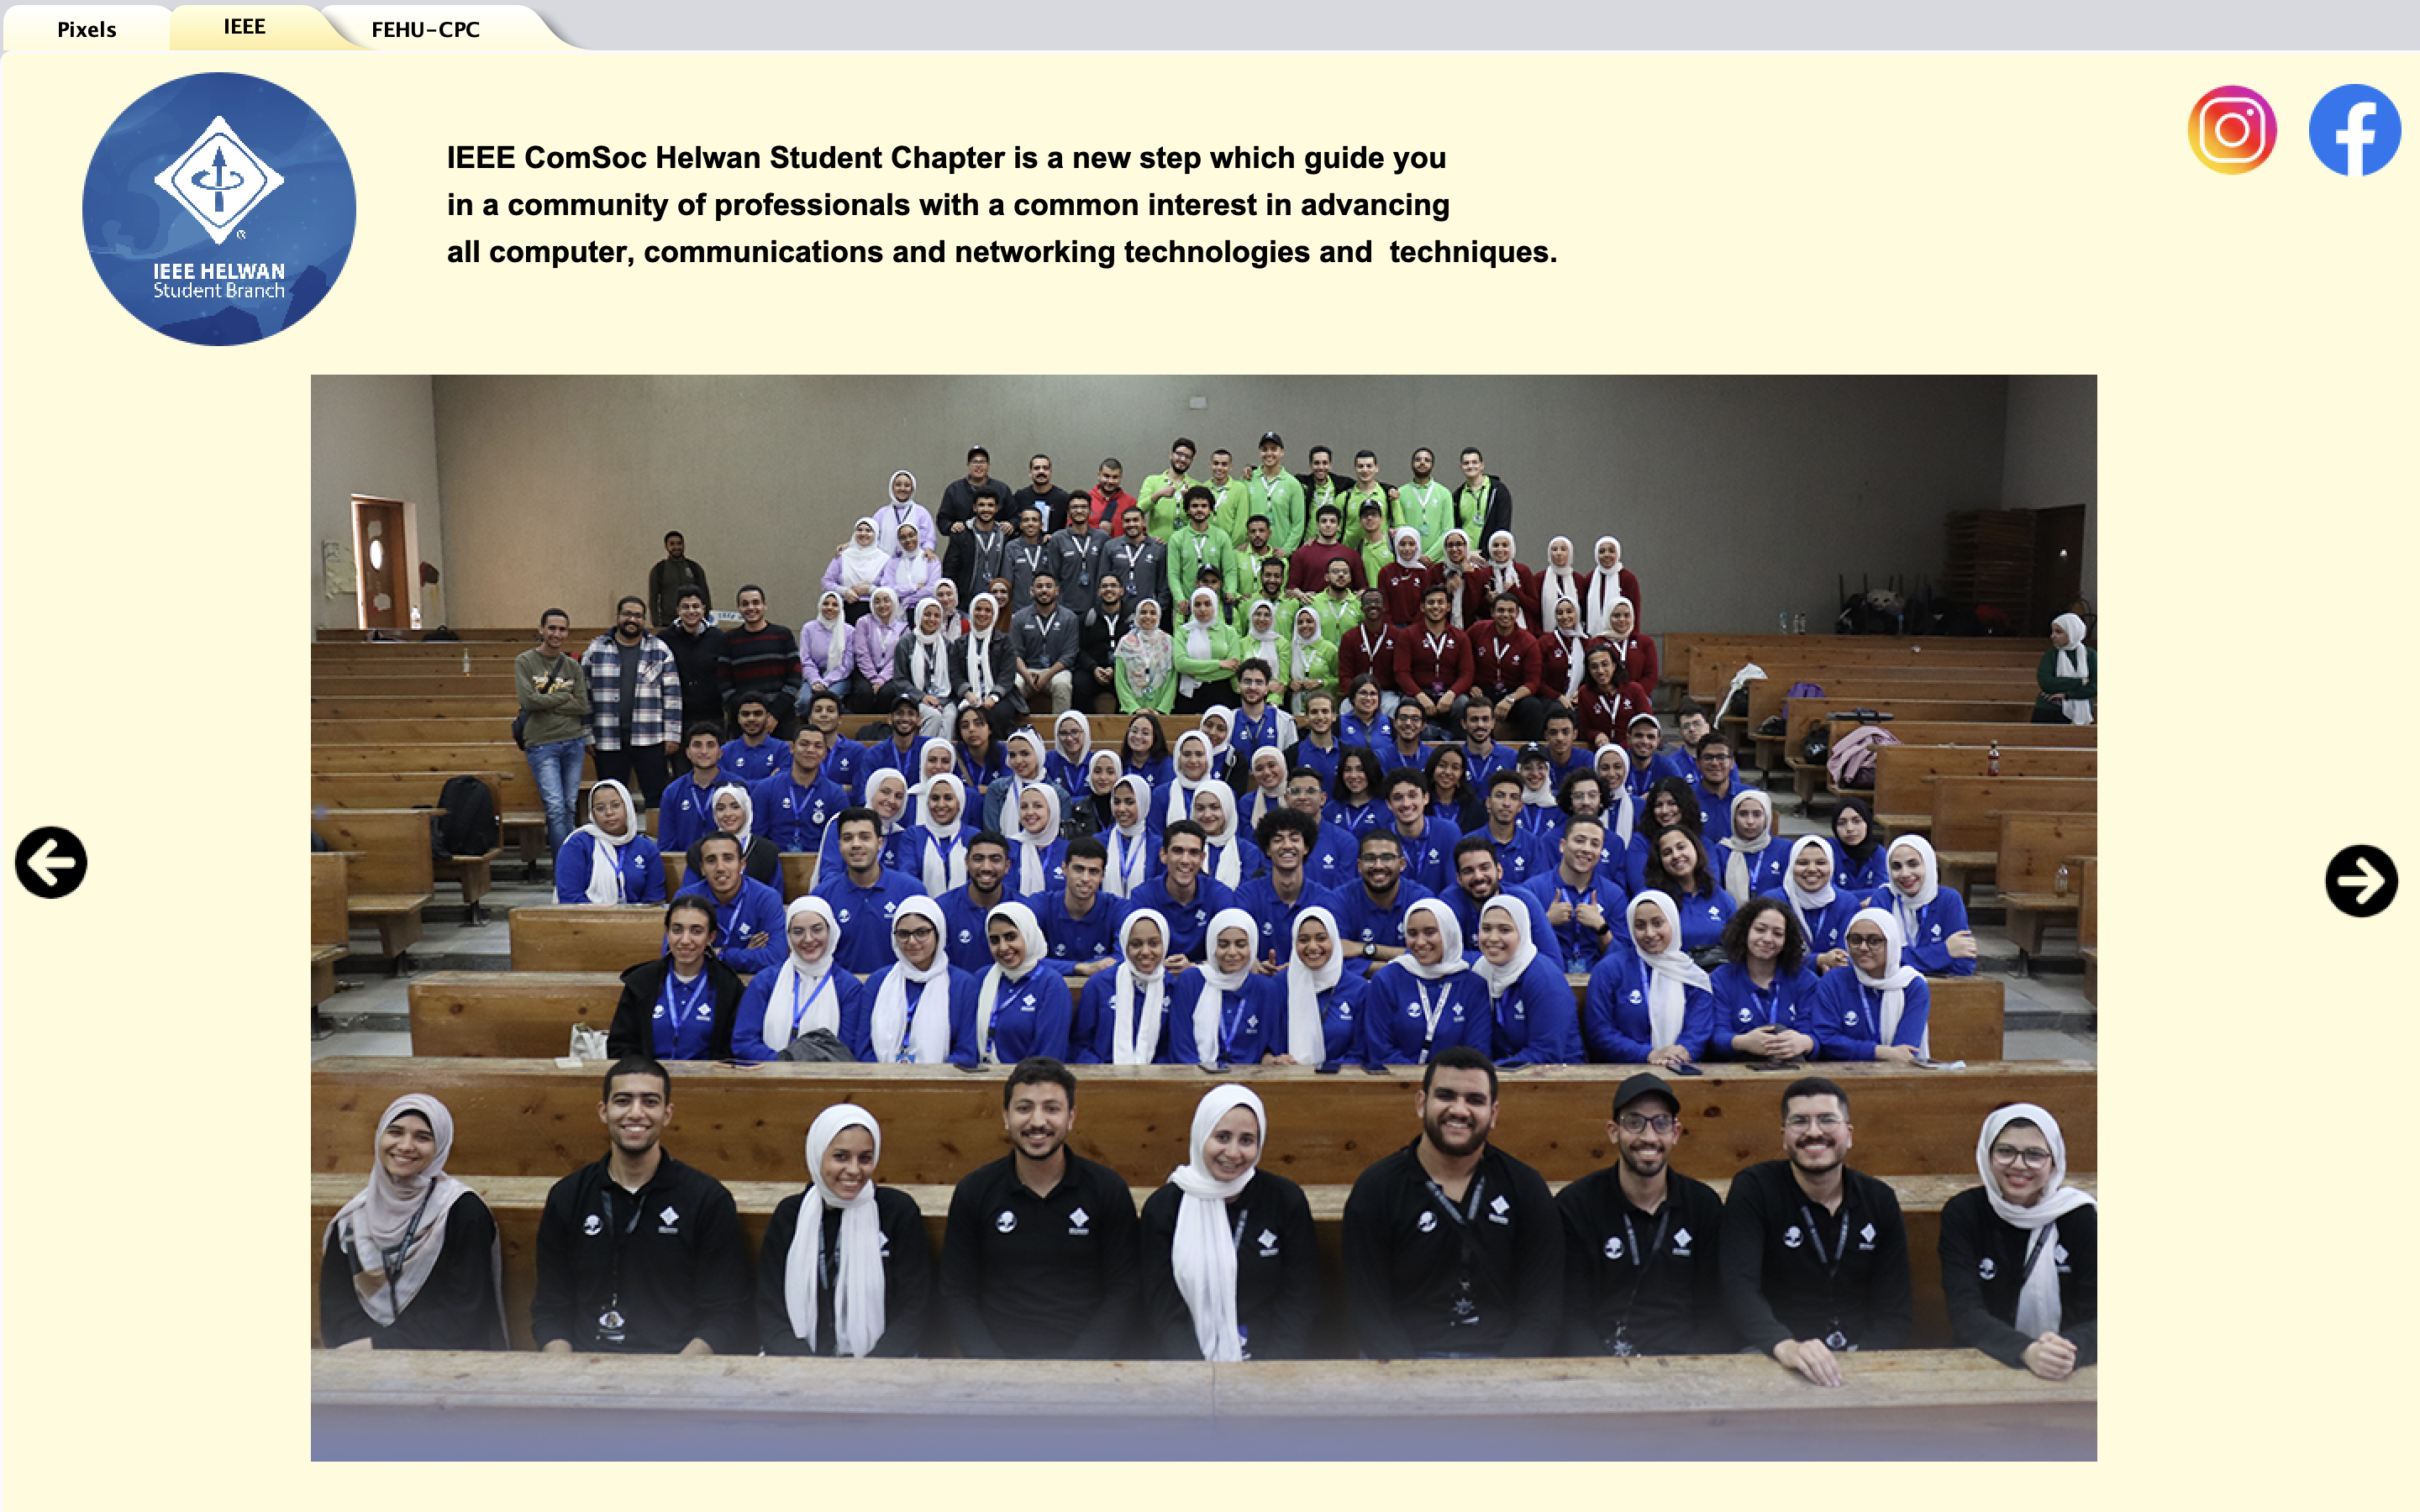 Pixels
IEEE
FEHU-CPC
IEEE ComSoc Helwan Student Chapter is a new step which guide you
in a community of professionals with a common interest in advancing
all computer, communications and networking technologies and  techniques.
®
IEEE HELWAN
Student Branch